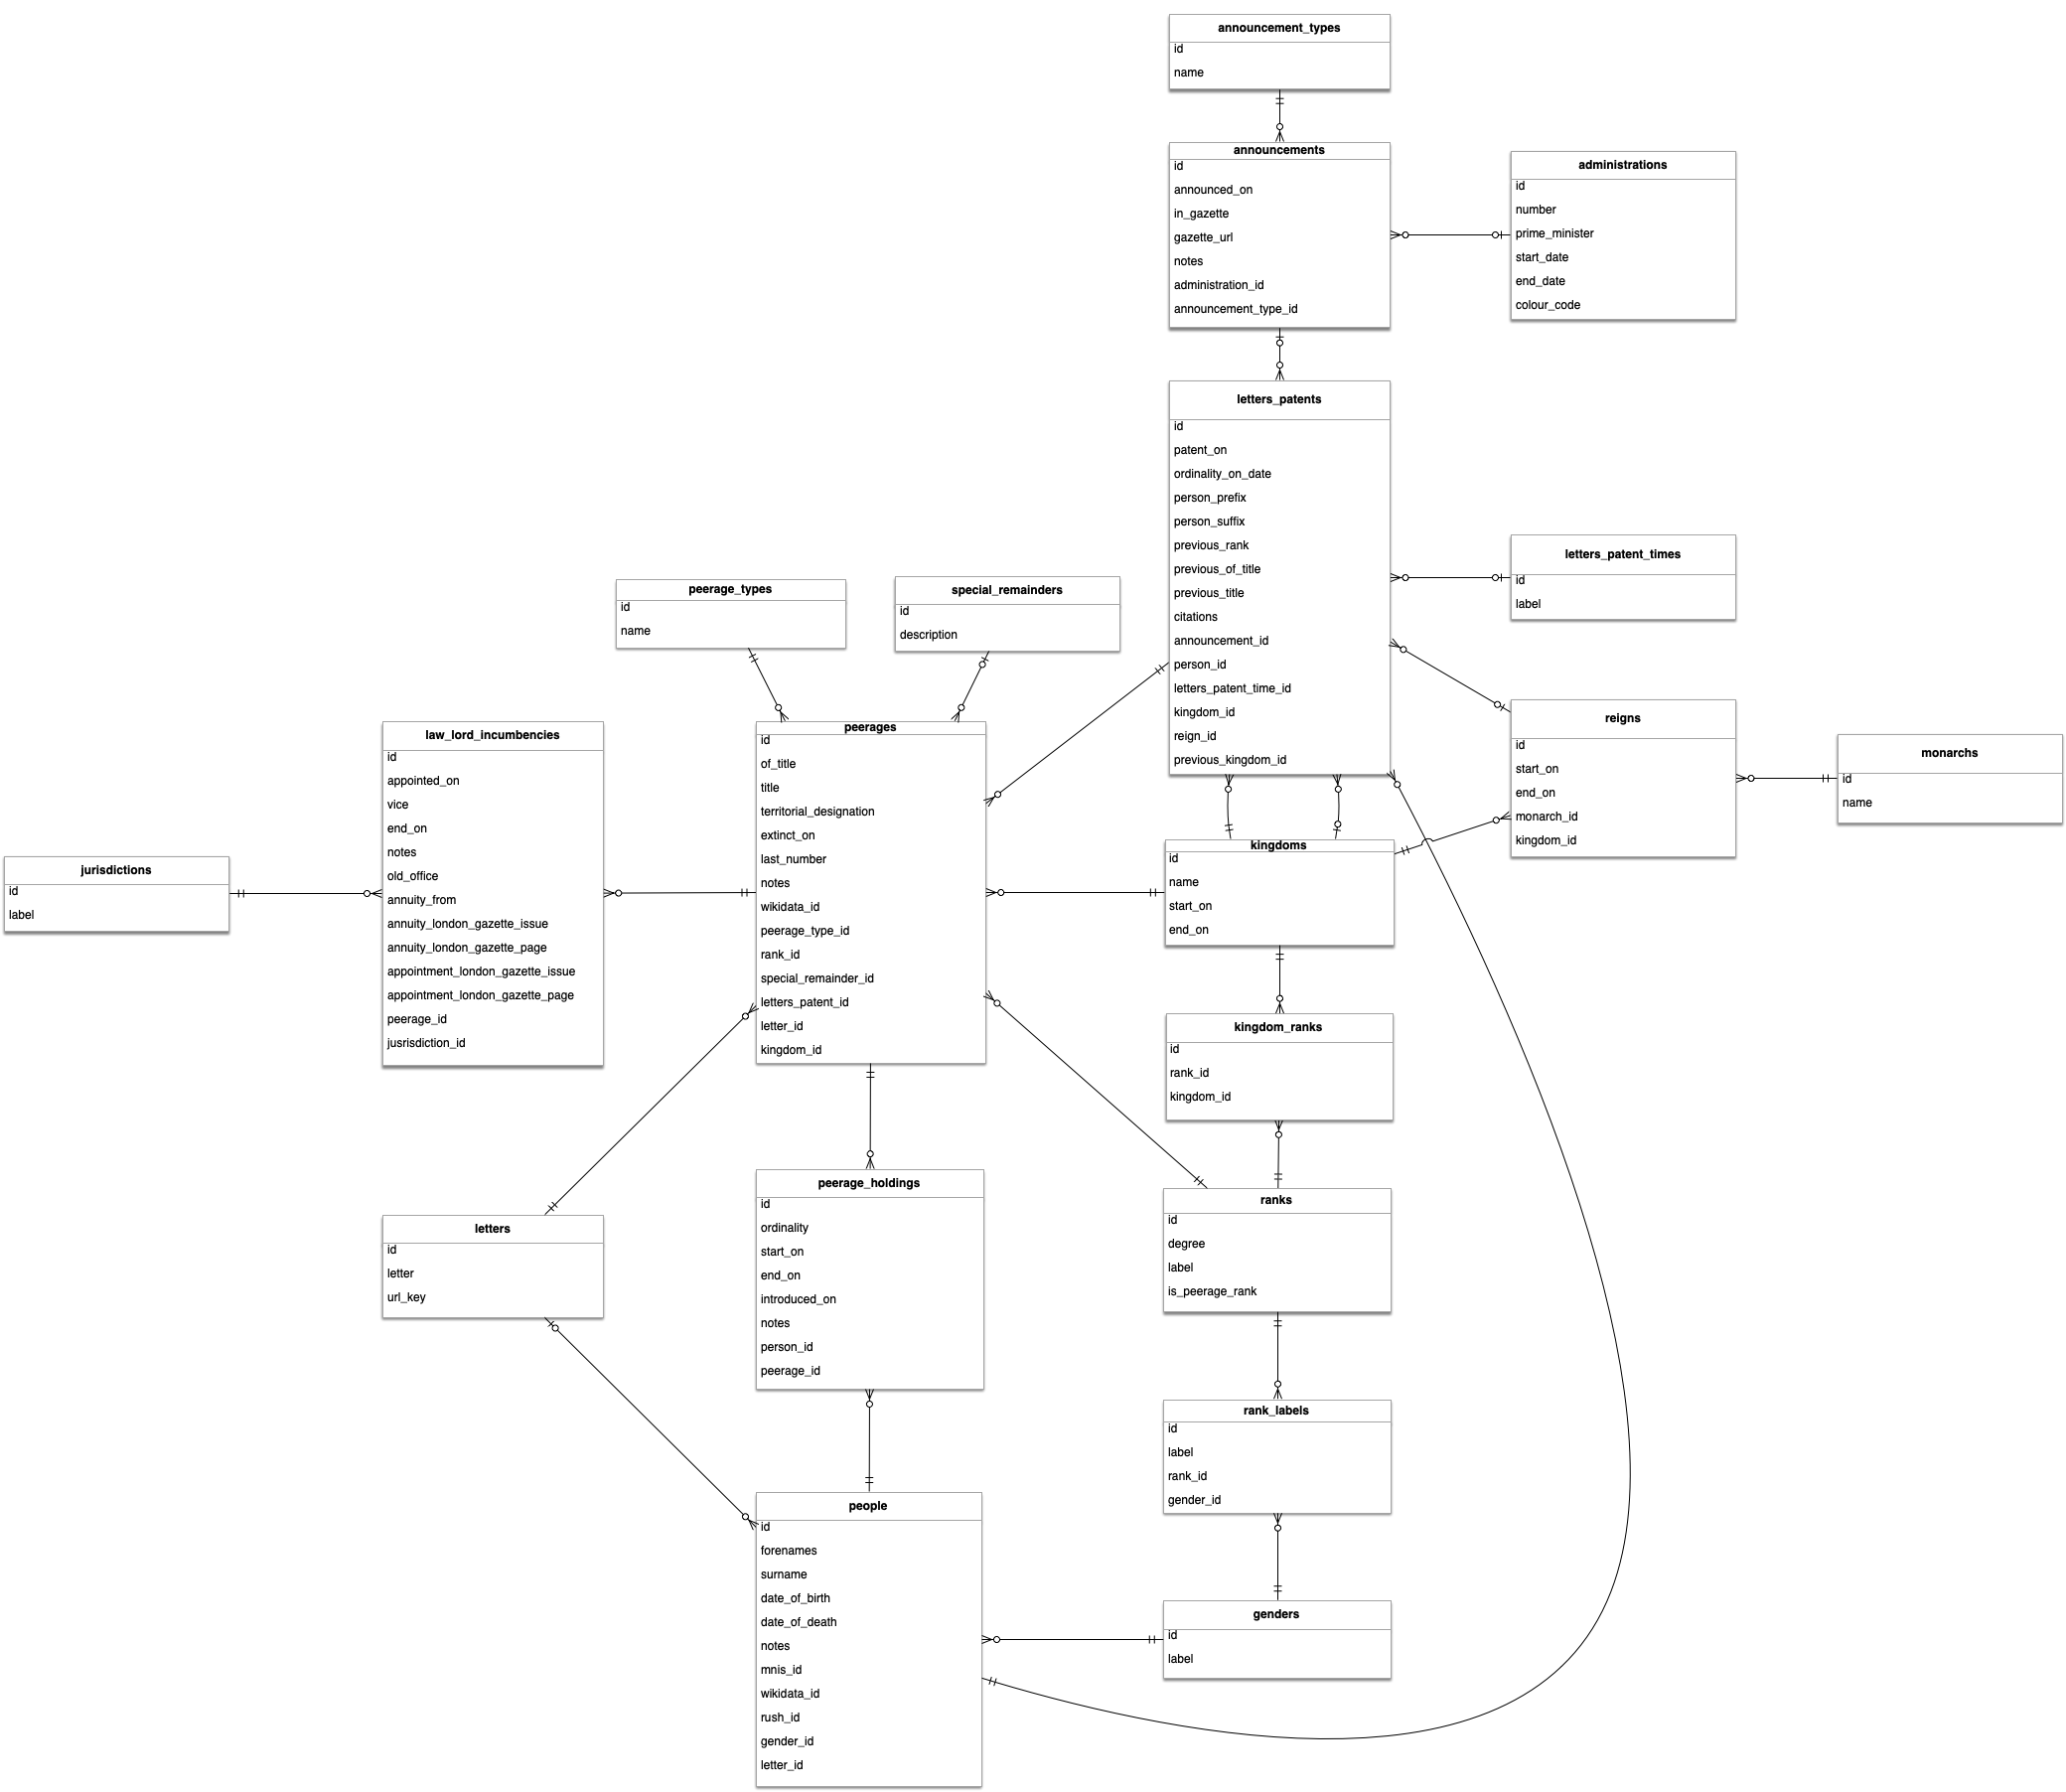 announcement_types
id
name
announcements
id
announced_on
in_gazette
gazette_url
notes
administration_id
announcement_type_id
administrations
id
number
prime_minister
start_date
end_date
colour_code
letters_patents
id
patent_on
ordinality_on_date
person_prefix
person_suffix
previous_rank
previous_of_title
previous_title
citations
announcement_id
person_id
letters_patent_time_id
kingdom_id
reign_id
previous_kingdom_id
letters_patent_times
id
label
peerage_types
id
name
special_remainders
id
description
reigns
id
start_on
end_on
monarch_id
kingdom_id
monarchs
id
name
law_lord_incumbencies
id
appointed_on
vice
end_on
notes
old_office
annuity_from
annuity_london_gazette_issue
annuity_london_gazette_page
appointment_london_gazette_issue
appointment_london_gazette_page
peerage_id
jusrisdiction_id
peerages
id
of_title
title
territorial_designation
extinct_on
last_number
notes
wikidata_id
peerage_type_id
rank_id
special_remainder_id
letters_patent_id
letter_id
kingdom_id
jurisdictions
id
label
kingdoms
id
name
start_on
end_on
kingdom_ranks
id
rank_id
kingdom_id
peerage_holdings
id
ordinality
start_on
end_on
introduced_on
notes
person_id
peerage_id
ranks
id
degree
label
is_peerage_rank
letters
id
letter
url_key
rank_labels
id
label
rank_id
gender_id
people
id
forenames
surname
date_of_birth
date_of_death
notes
mnis_id
wikidata_id
rush_id
gender_id
letter_id
genders
id
label